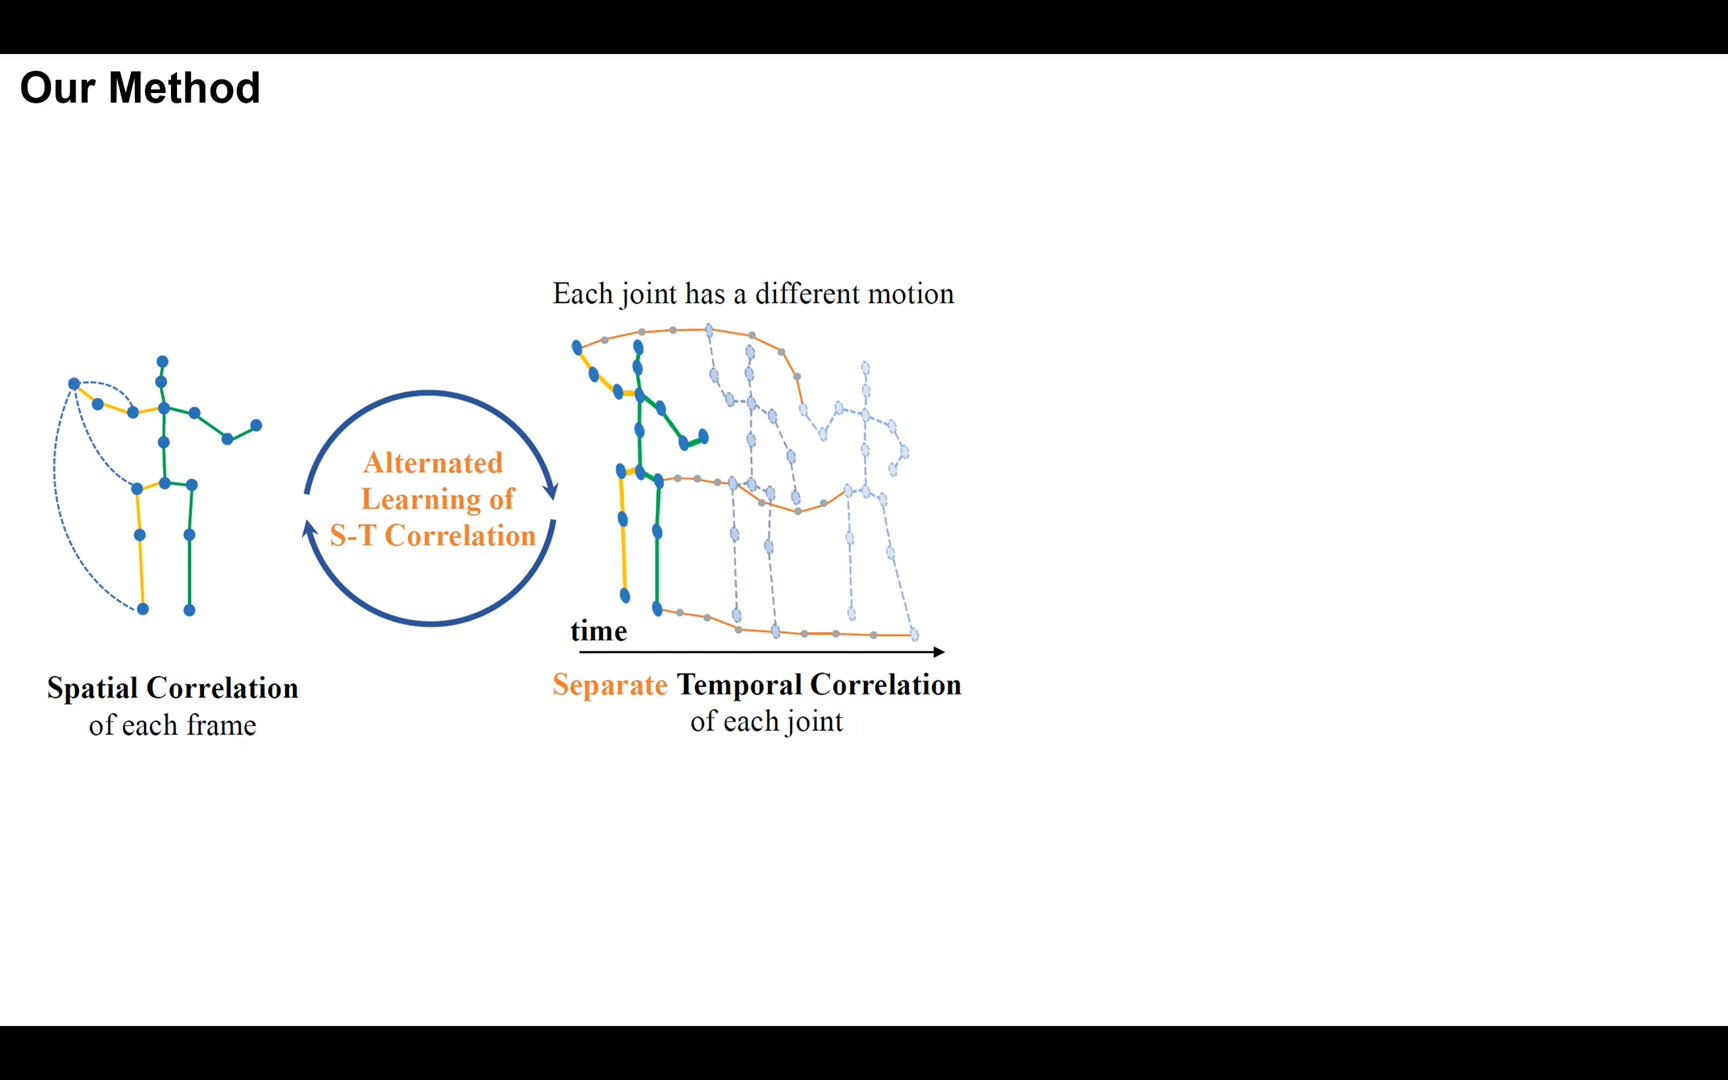 Our Method
Each joint has a different motion
Alternated
Learning of
S-T Correlation
time
Spatial Correlation
of each frame
Separate Temporal Correlation
of each joint